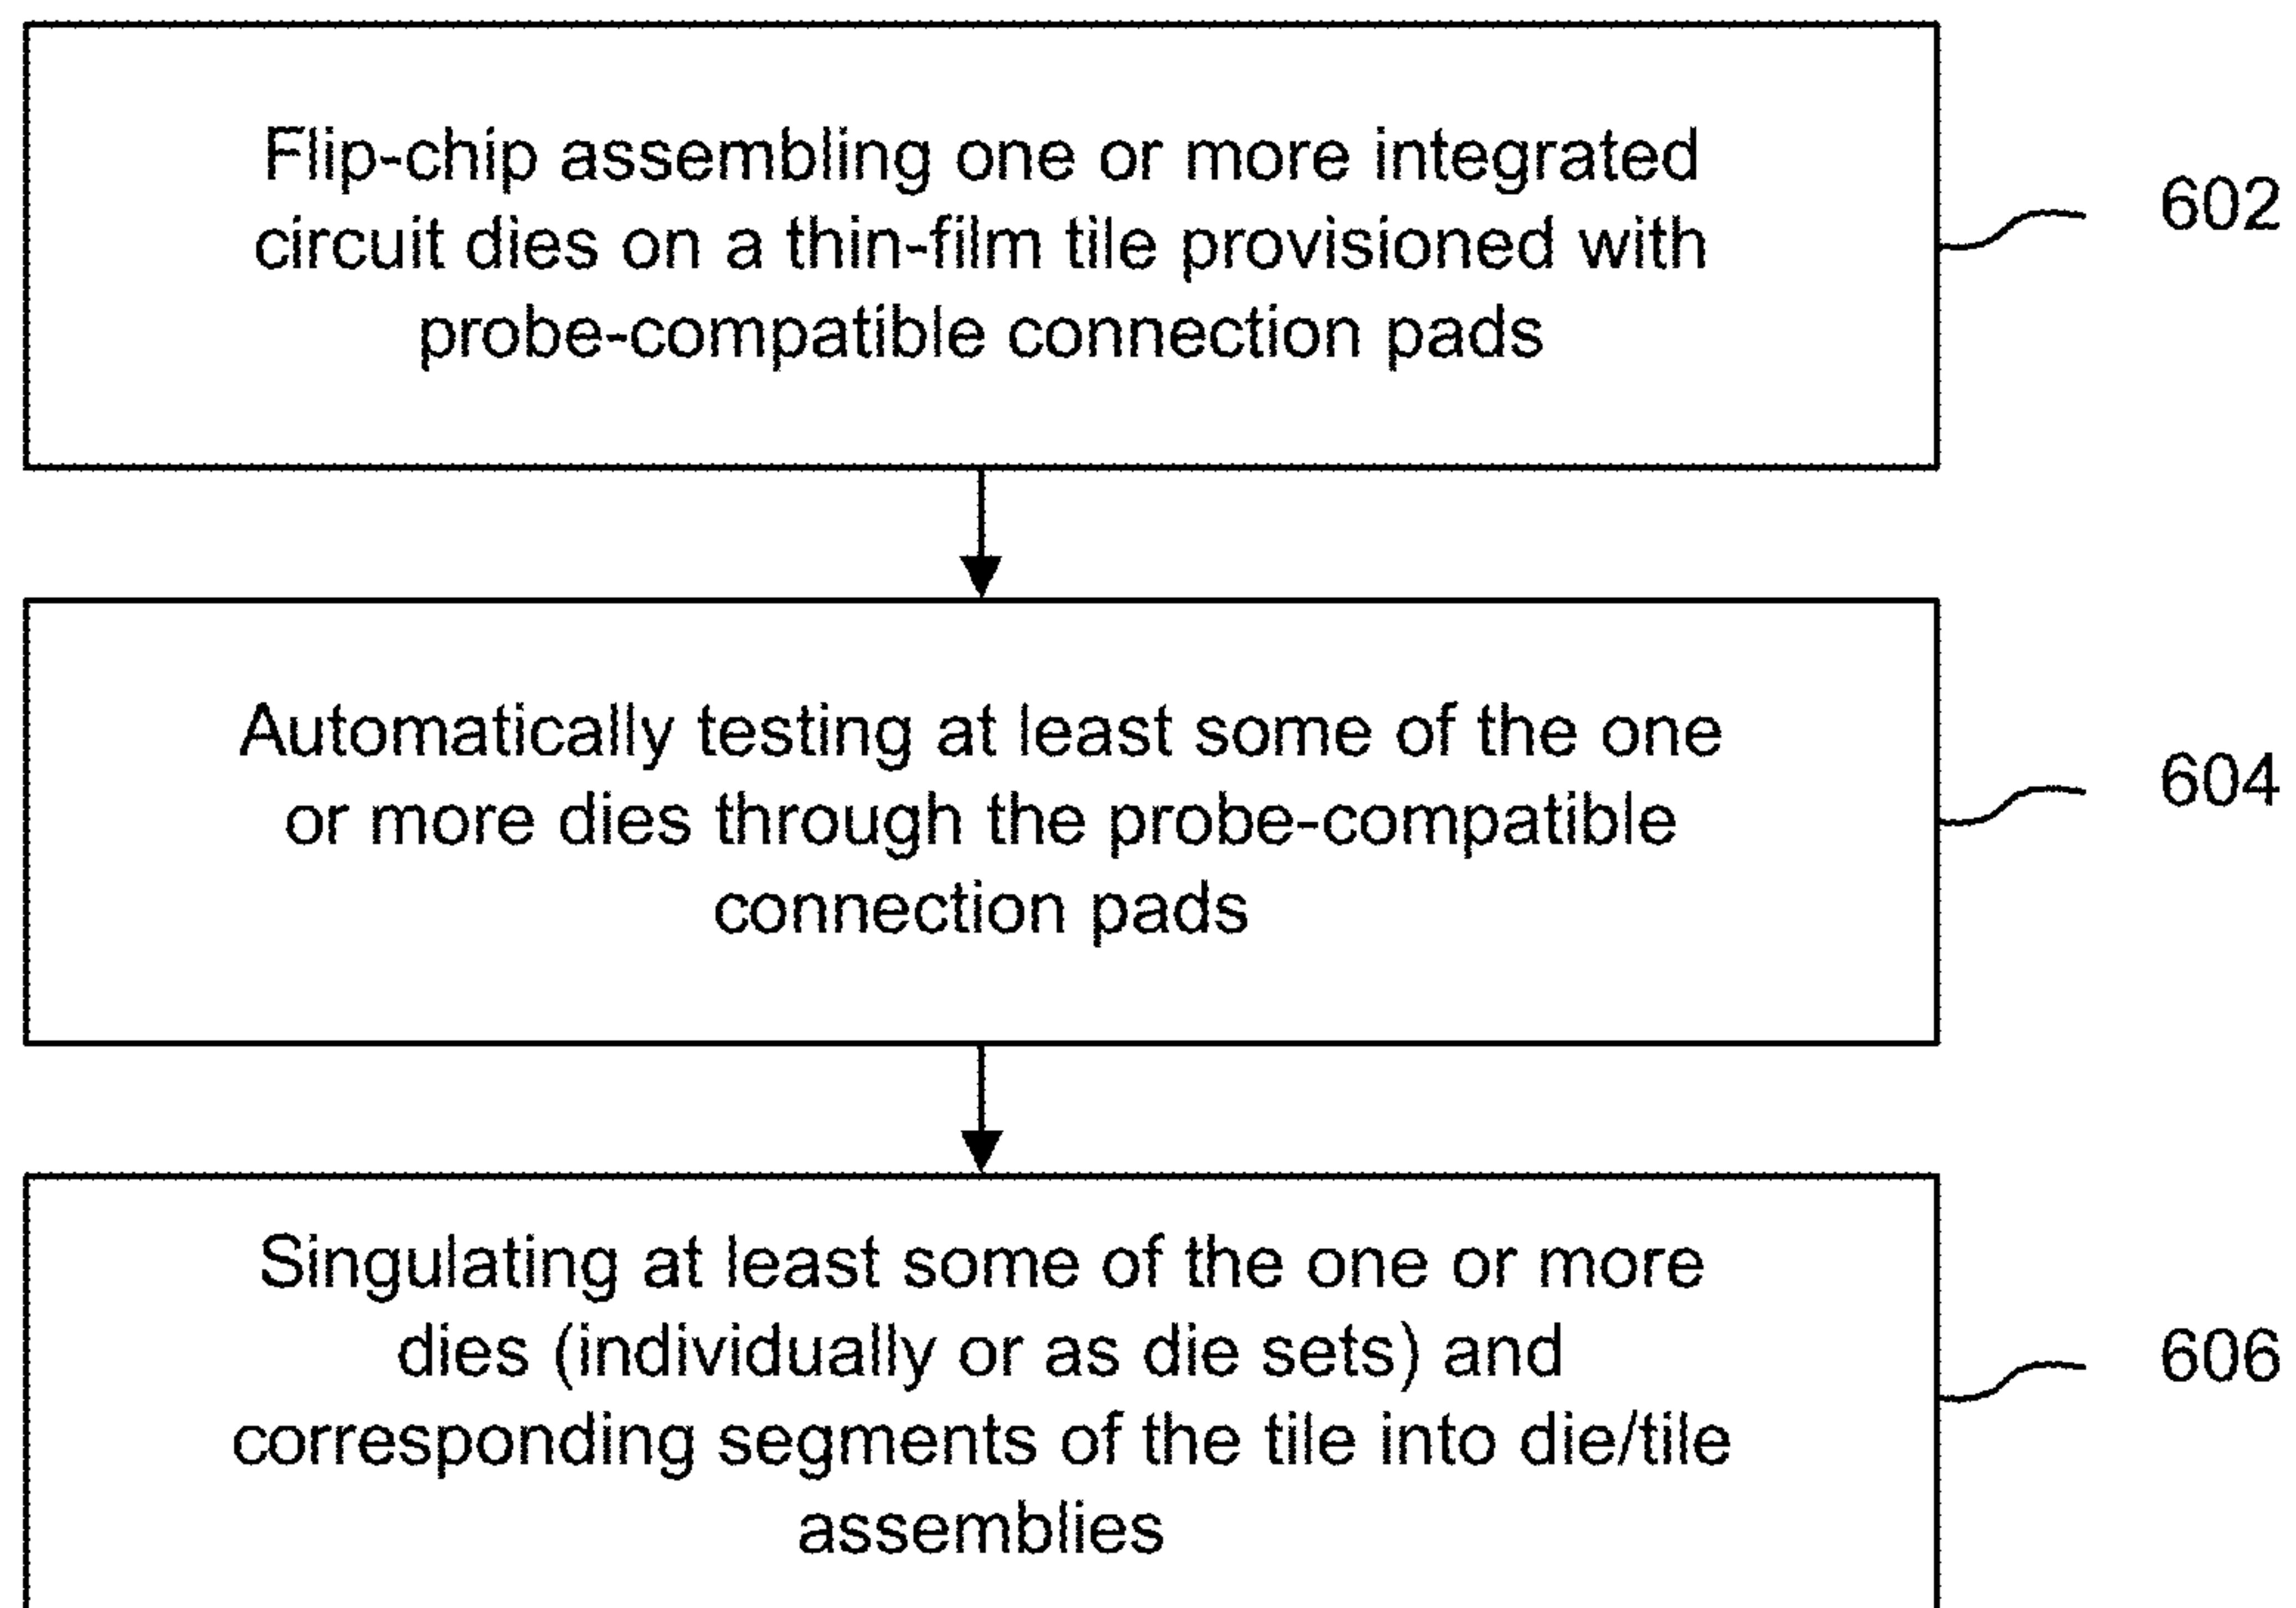 Flip-chip assembling one or more integrated
circuit dies on a thin-film tile provisioned with
probe-compatible connection pads
602
Automatically testing at least some of the one
or more dies through the probe-compatible
connection pads
604
Singulating at least some of the one or more
dies (individually or as die sets) and
corresponding segments of the tile into die/tile
assemblies
606